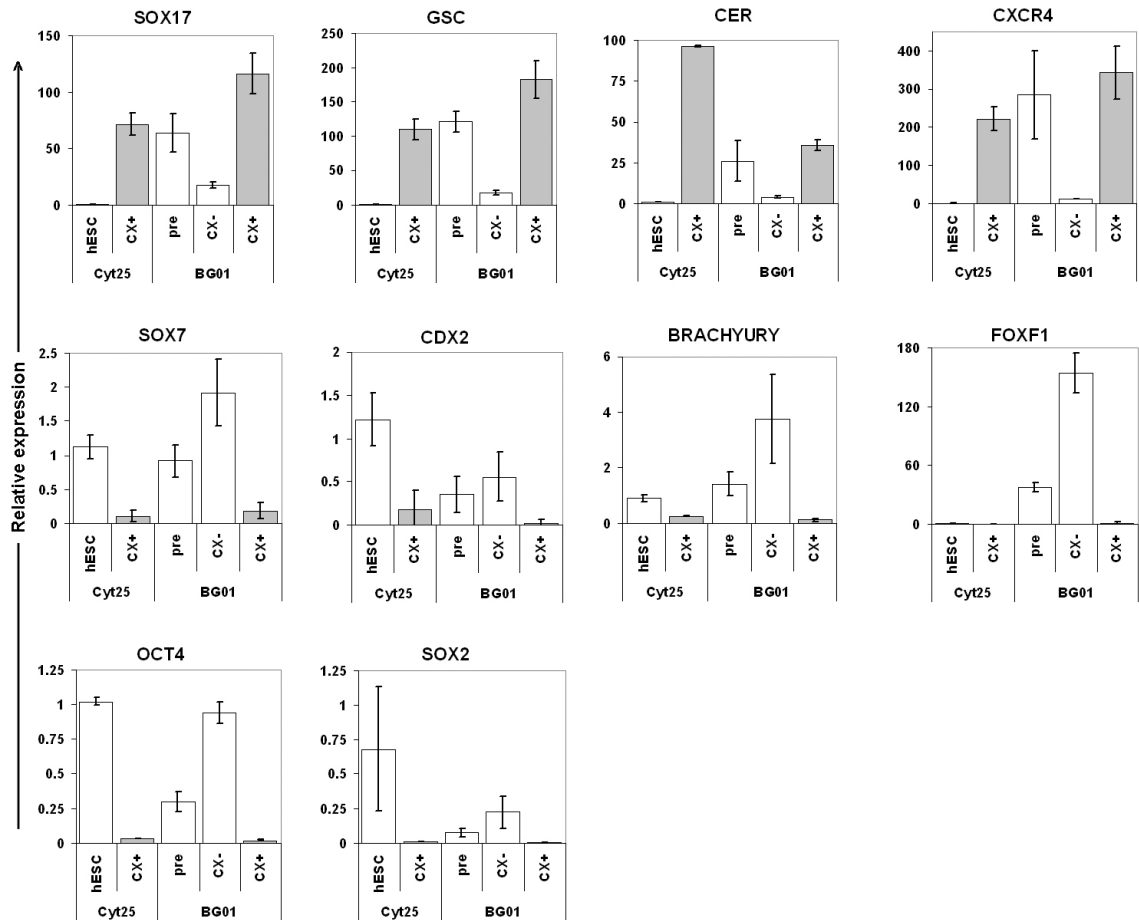 Relative expression
SOX17
150
100
50
0
hESC
CX+
pre
CX-
CX+
Cyt25
BG01
GSC
250
200
150
100
50
0
hESC
CX+
pre
CX-
CX+
Cyt25
BG01
CER
100
75
50
25
0
hESC
CX+
pre
CX-
CX+
Cyt25
BG01
CXCR4
400
300
200
100
0
hESC
CX+
pre
CX-
CX+
Cyt25
BG01
SOX7
2.5
2
1.5
1
0.5
0
hESC
CX+
pre
CX-
CX+
Cyt25
BG01
CDX2
2
1.5
1
0.5
0
hESC
CX+
pre
CX-
CX+
Cyt25
BG01
BRACHYURY
6
4
2
0
hESC
CX+
pre
CX-
CX+
Cyt25
BG01
FOXF1
180
120
60
0
hESC
CX+
pre
CX-
CX+
Cyt25
BG01
OCT4
1.25
1
0.75
0.5
0.25
0
hESC
CX+
pre
CX-
CX+
Cyt25
BG01
SOX2
1.25
1
0.75
0.5
0.25
0
hESC
CX+
pre
CX-
CX+
Cyt25
BG01